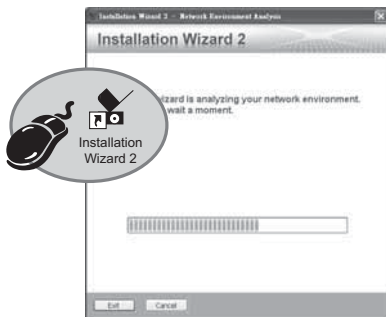 Installation Wizard 2 - Network Environment Analysis
Installation Wizard 2
izard is analyzing your network environment.
wait a moment.
Installation
Wizard 2
Exit
Cancel